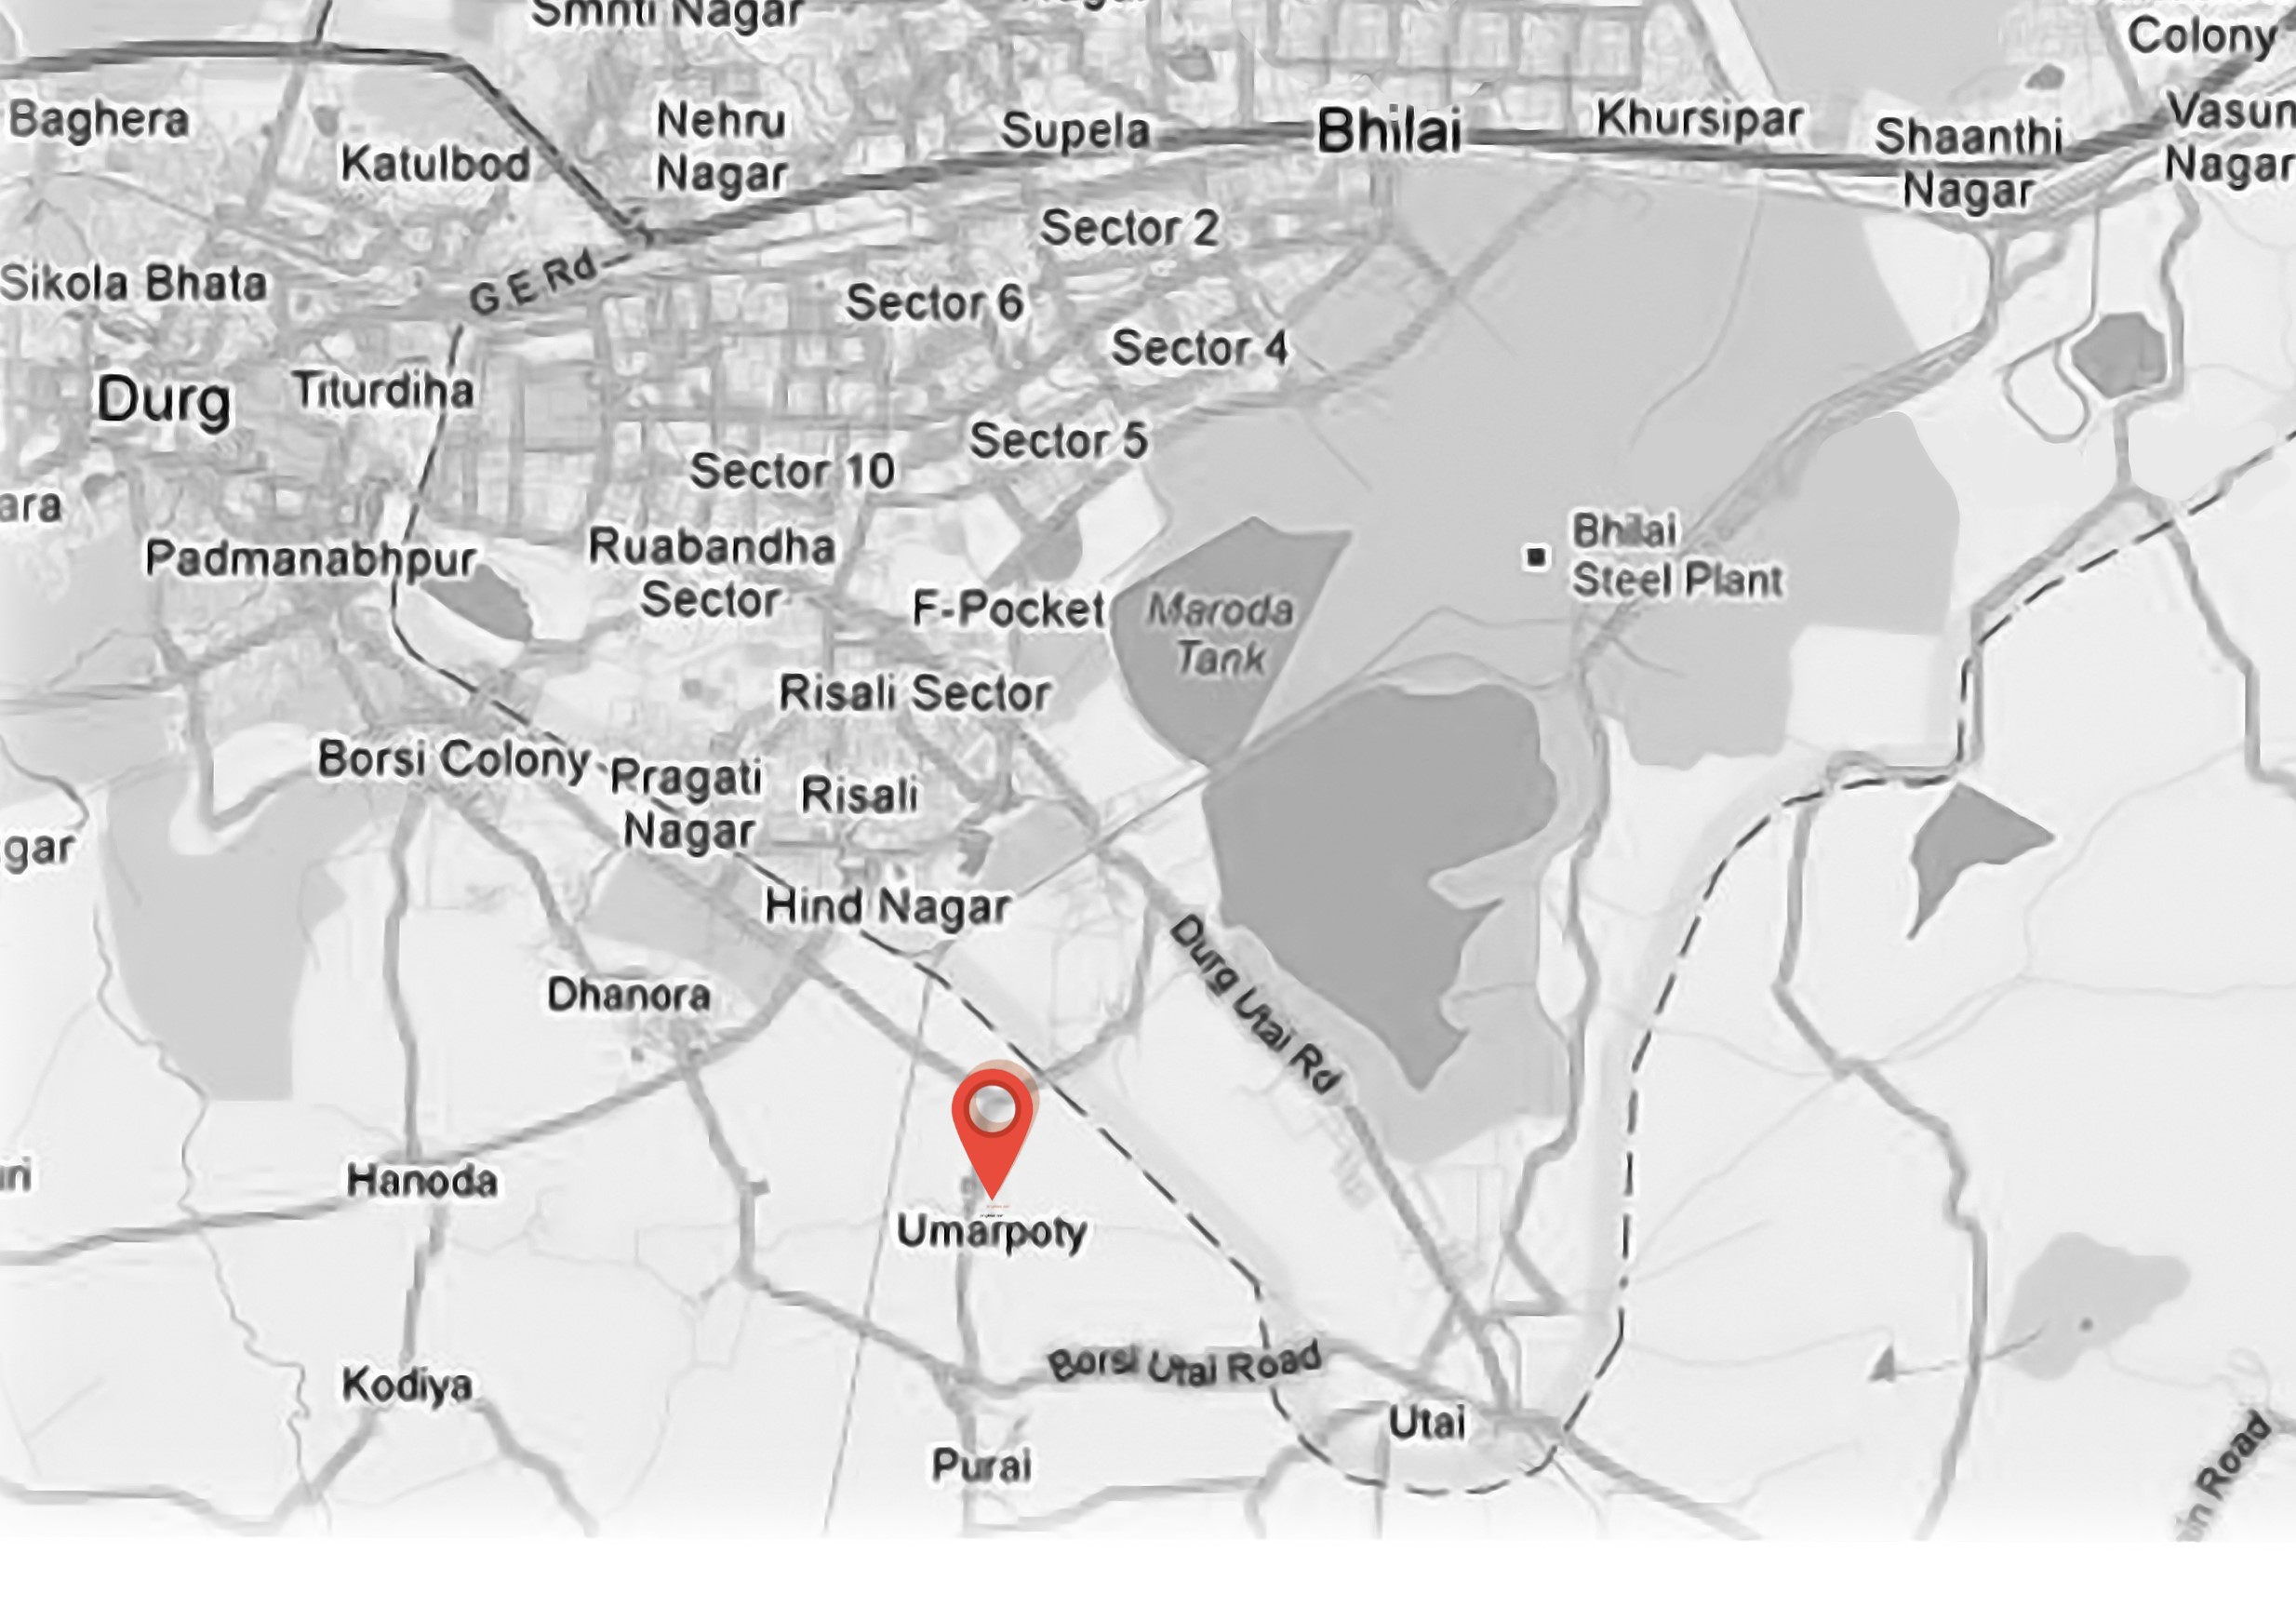 Smriti Nagar
Nagar
Colony
Baghera
Katulbod
Nehru
Nagar
Supela
Bhilai
Khursipar
Shaanthi
Nagar
Vasun
Nagar
Sector 2
G.E Rd
Sikola Bhata
Sector 6
Sector 4
Durg
Titurdiha
Sector 5
Sector 10
ara
Padmanabhpur
Ruabandha
Sector
F-Pocket
Maroda
Tank
Bhilai
Steel Plant
Risali Sector
Borsi Colony
Pragati
Nagar
Risali
gar
Hind Nagar
Dhanora
Durg Utai Rd
Hanoda
Umarpoty
Borsi Utai Road
Kodiya
Utai
Purai
Road